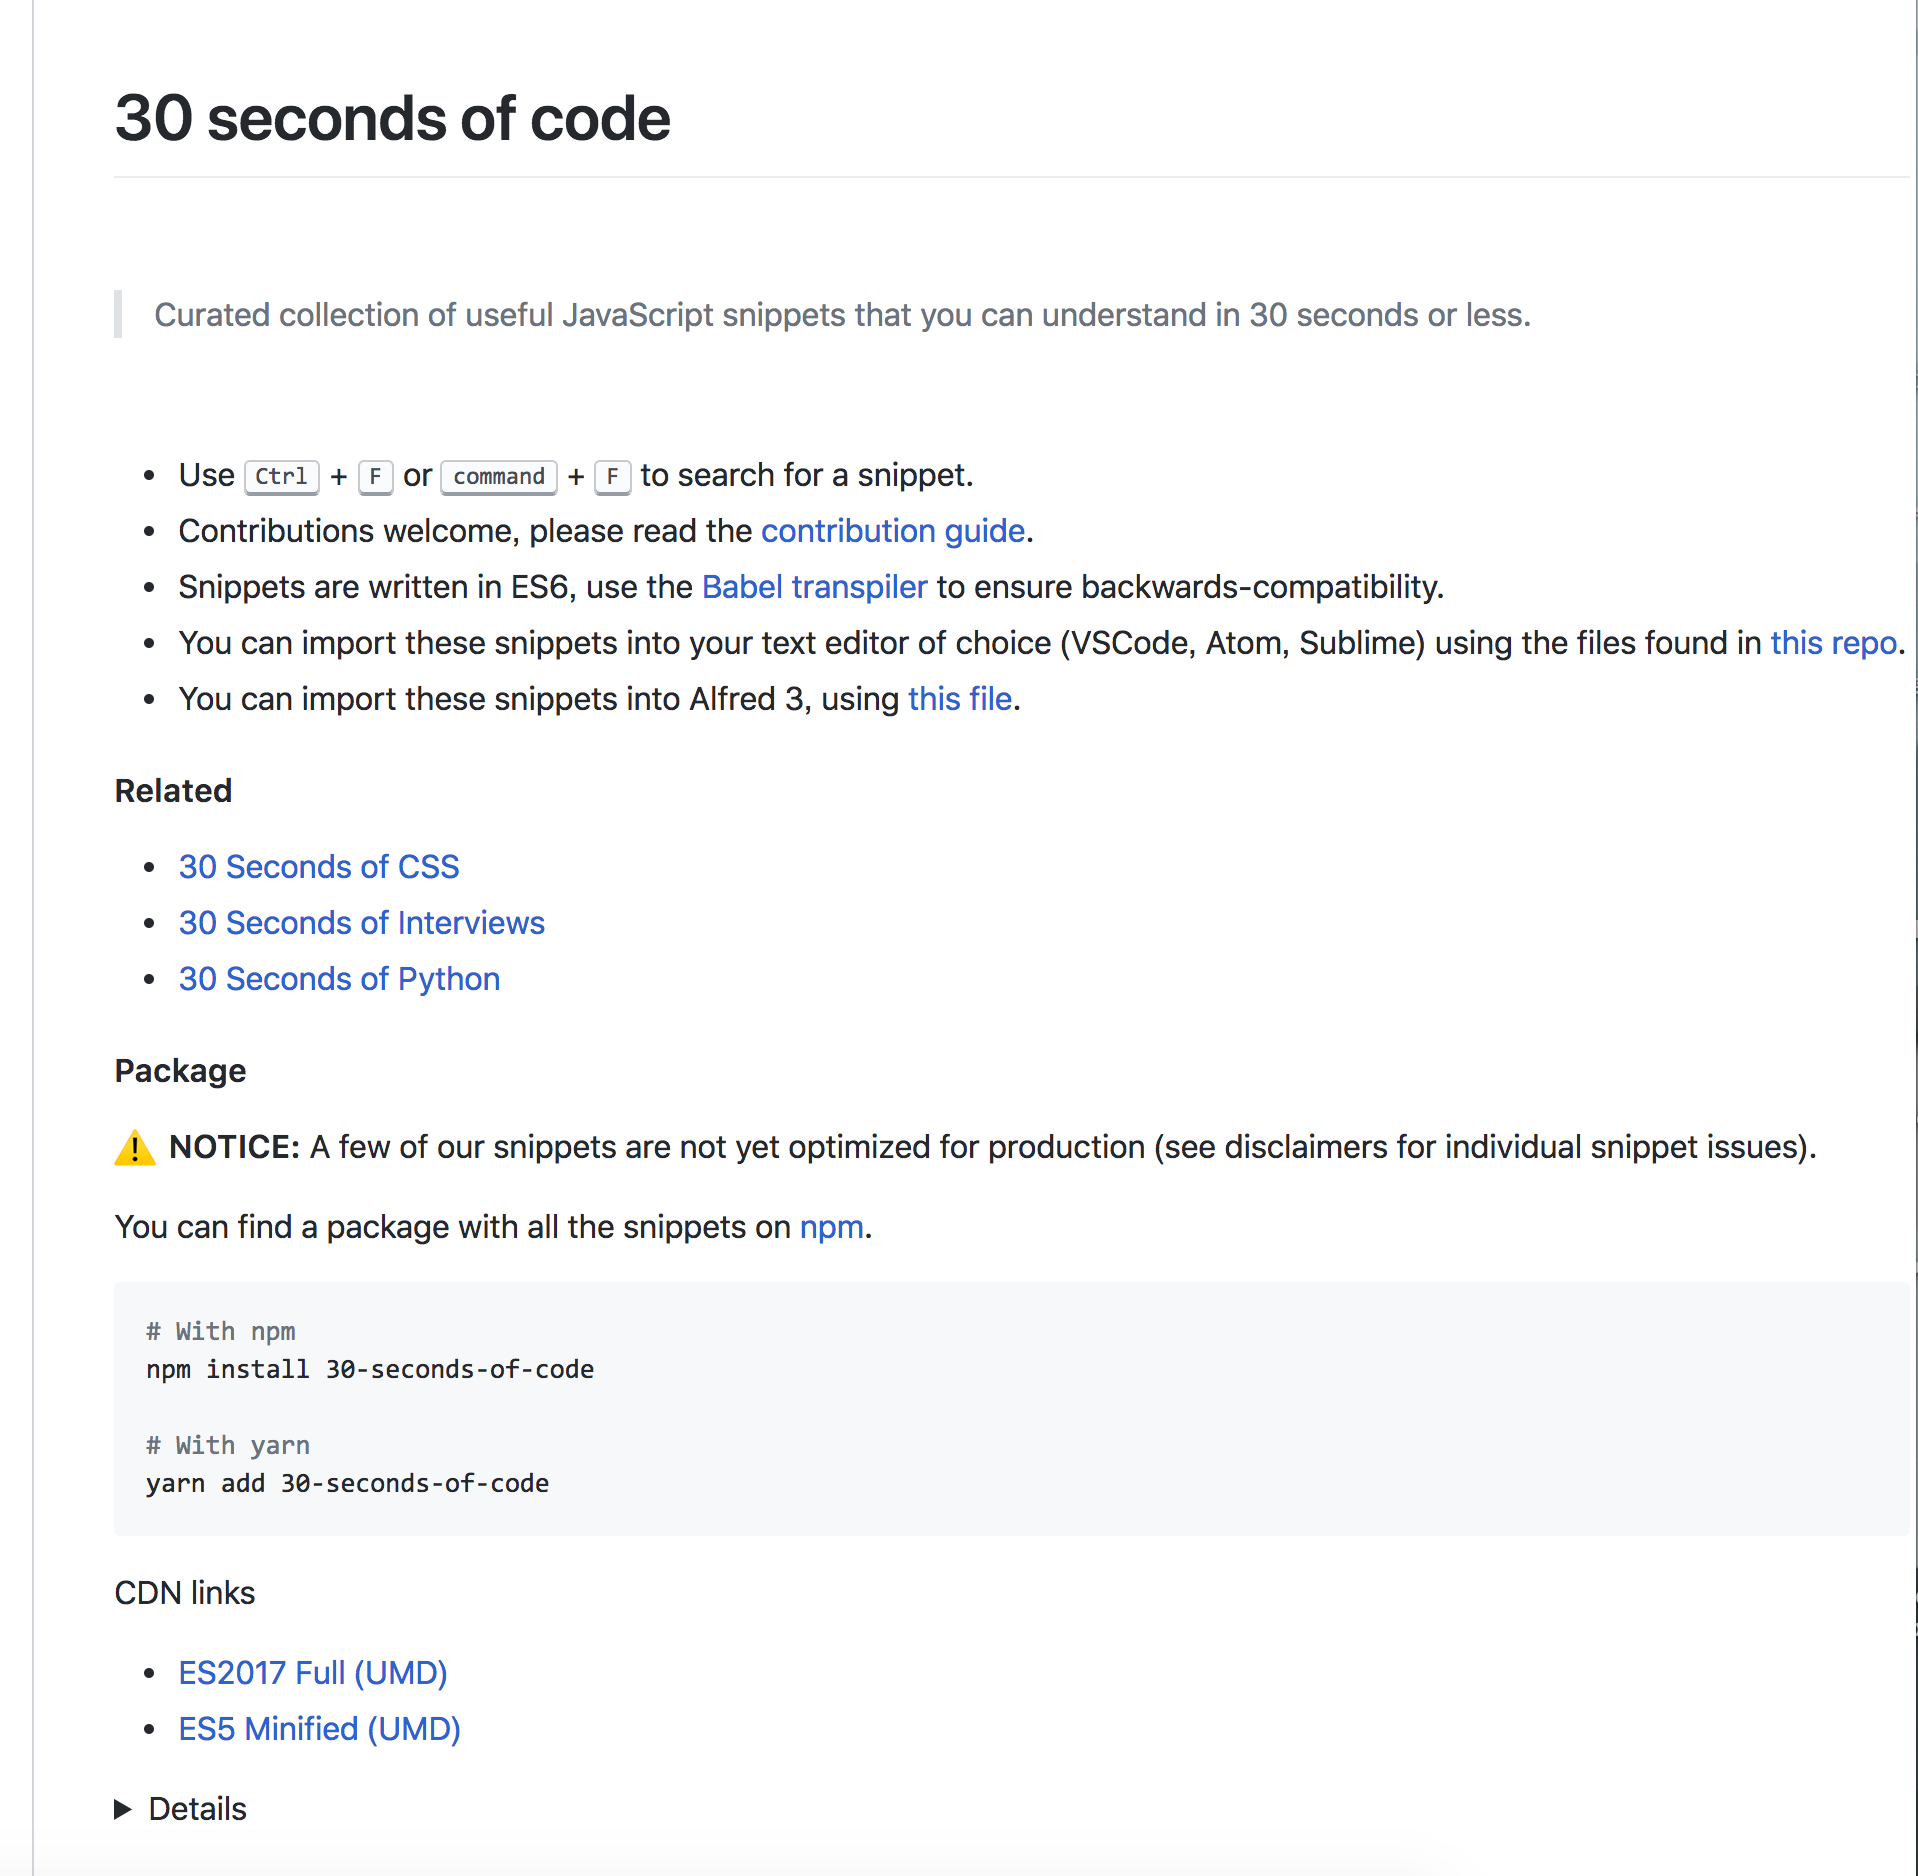 30 seconds of code
Curated collection of useful JavaScript snippets that you can understand in 30 seconds or less.
Use Ctrl + F or command + F to search for a snippet.
Contributions welcome, please read the contribution guide.
Snippets are written in ES6, use the Babel transpiler to ensure backwards-compatibility.
You can import these snippets into your text editor of choice (VSCode, Atom, Sublime) using the files found in this repo.
You can import these snippets into Alfred 3, using this file.
Related
30 Seconds of CSS
30 Seconds of Interviews
30 Seconds of Python
Package
⚠️ NOTICE: A few of our snippets are not yet optimized for production (see disclaimers for individual snippet issues).
You can find a package with all the snippets on npm.
# With npm
npm install 30-seconds-of-code
# With yarn
yarn add 30-seconds-of-code
CDN links
ES2017 Full (UMD)
ES5 Minified (UMD)
Details